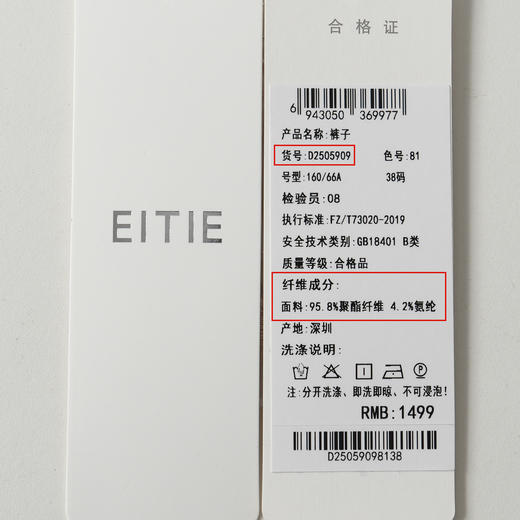 EITIE
合格证
6 943050 369977
产品名称:裤子
货号:D2505909 色号:81
号型:160/66A 38码
检验员:08
执行标准:FZ/T73020-2019
安全技术类别:GB18401 B类
质量等级:合格品
纤维成分:
面料:95.8%聚酯纤维 4.2%氨纶
产地:深圳
洗涤说明:
P
注:分开洗涤、即洗即晾、不可浸泡!
RMB:1499
D25059098138